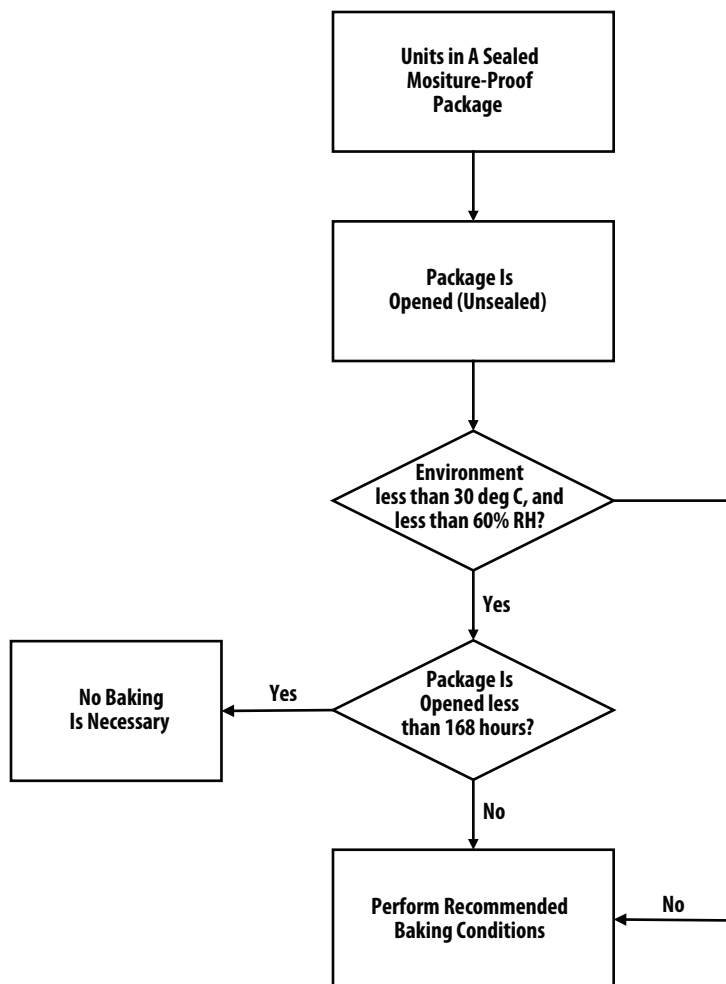 Units in A Sealed
Mositure-Proof
Package
Package Is
Opened (Unsealed)
Environment
less than 30 deg C, and
less than 60% RH?
Yes
Package Is
Opened less
than 168 hours?
Yes
No Baking
Is Necessary
No
Perform Recommended
Baking Conditions
No